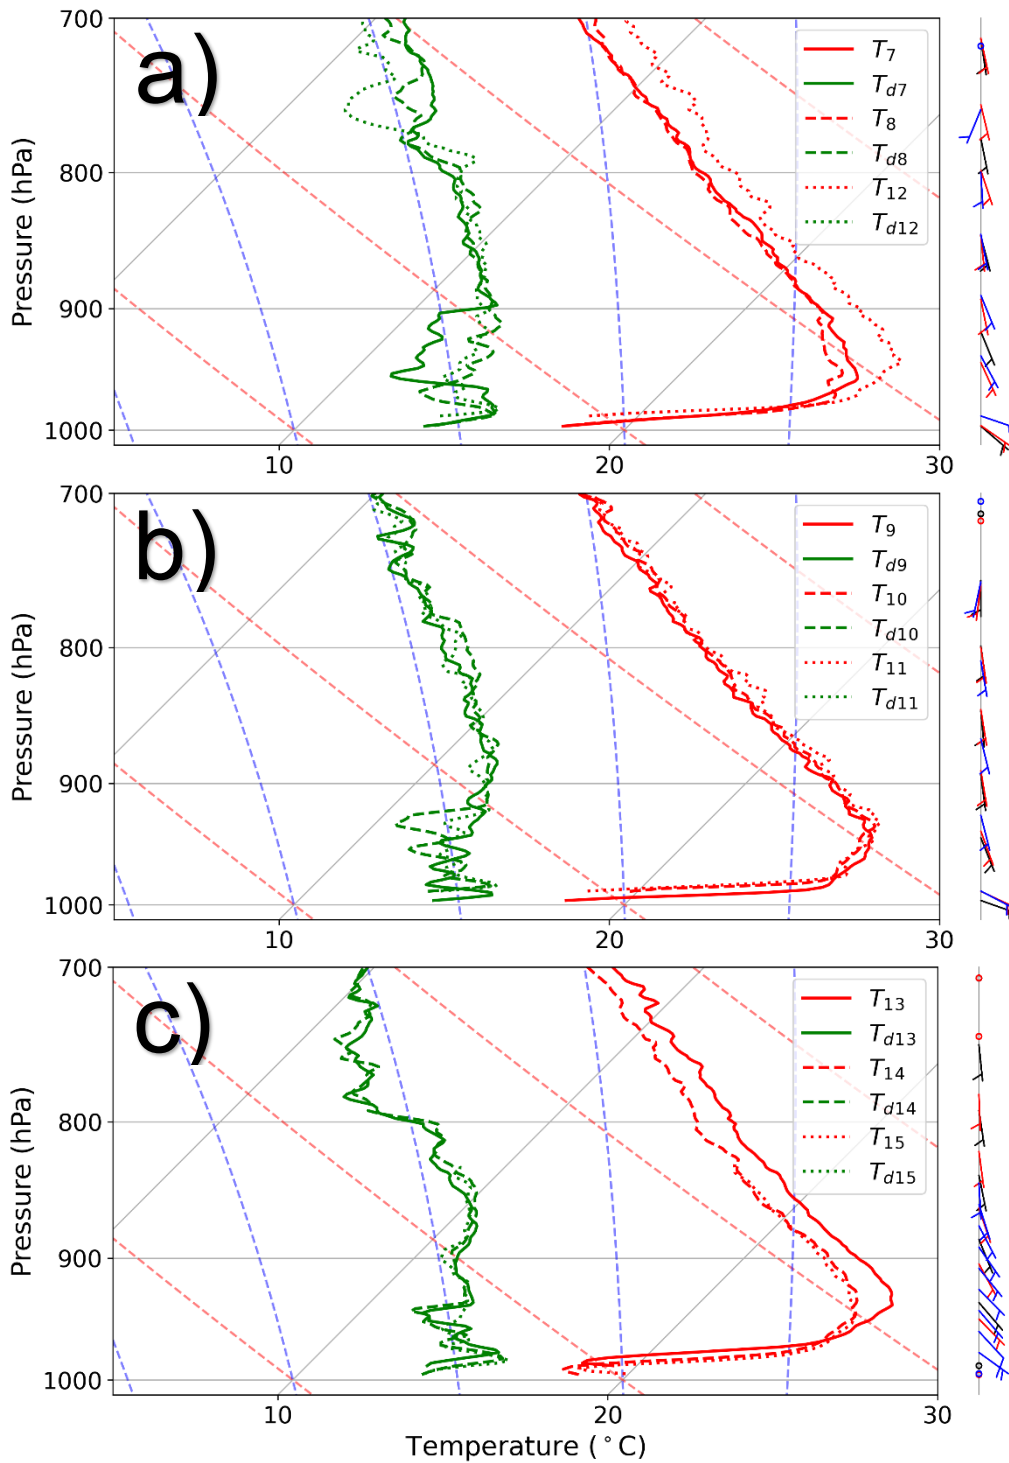 a)
Pressure (hPa)
700
800
900
1000
10
20
30
T7
Td7
T8
Td8
T12
Td12
b)
Pressure (hPa)
700
800
900
1000
10
20
30
T9
Td9
T10
Td10
T11
Td11
c)
Pressure (hPa)
700
800
900
1000
10
20
30
T13
Td13
T14
Td14
T15
Td15
Temperature (°C)